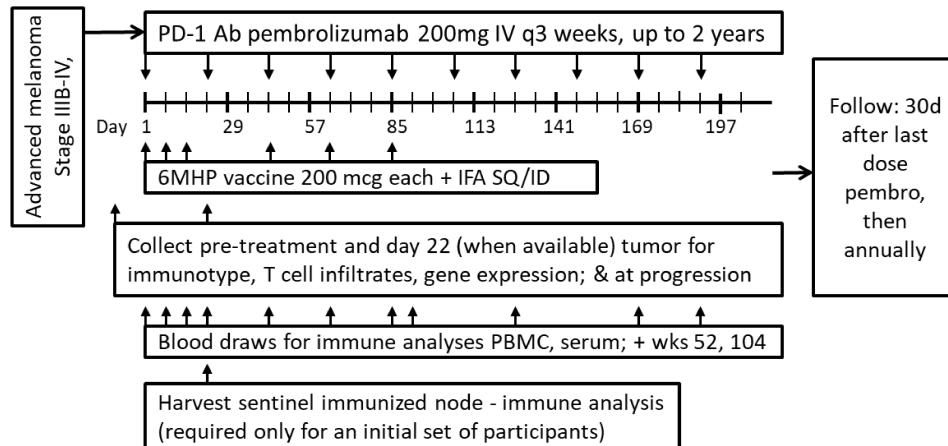 Advanced melanoma,
Stage IIIB-IV,
PD-1 Ab pembrolizumab 200mg IV q3 weeks, up to 2 years
Day 1 29 57 85 113 141 169 197
6MHP vaccine 200 mcg each + IFA SQ/ID
Collect pre-treatment and day 22 (when available) tumor for
immunotype, T cell infiltrates, gene expression; & at progression
Blood draws for immune analyses PBMC, serum; + wks 52, 104
Harvest sentinel immunized node - immune analysis
(required only for an initial set of participants)
Follow: 30d
after last
dose
pembro,
then
annually